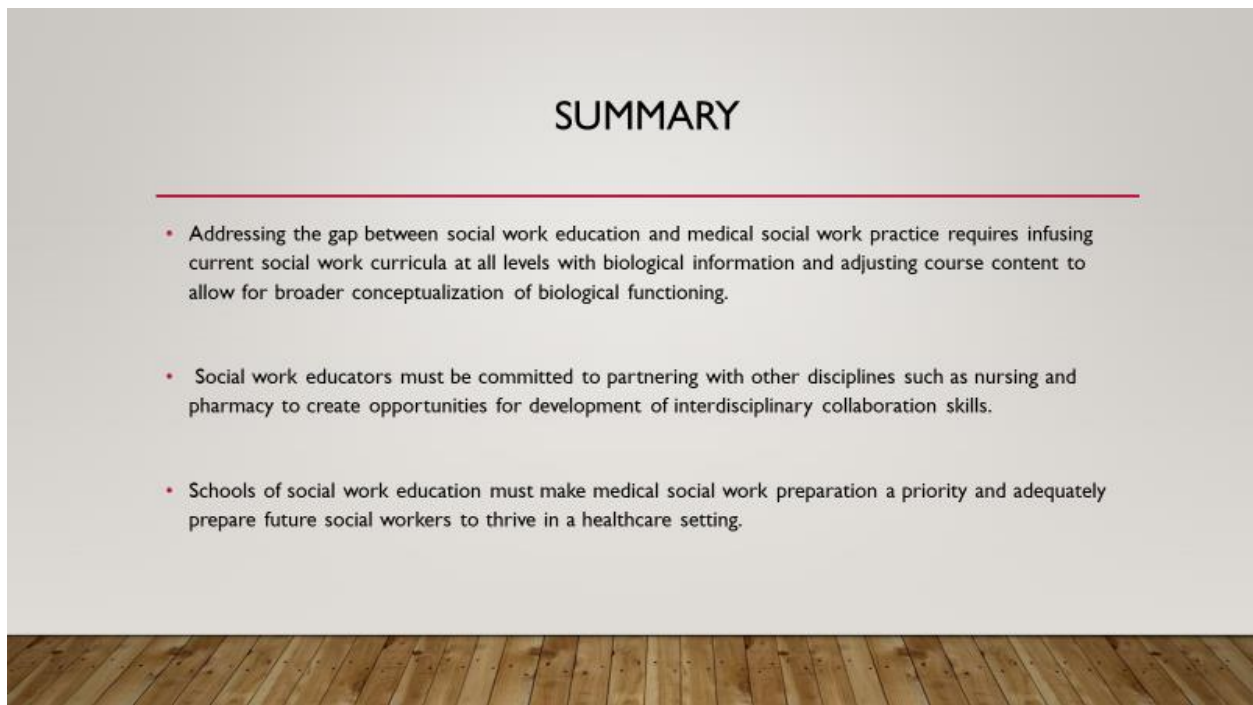 SUMMARY
• Addressing the gap between social work education and medical social work practice requires infusing
current social work curricula at all levels with biological information and adjusting course content to
allow for broader conceptualization of biological functioning.
• Social work educators must be committed to partnering with other disciplines such as nursing and
pharmacy to create opportunities for development of interdisciplinary collaboration skills.
• Schools of social work education must make medical social work preparation a priority and adequately
prepare future social workers to thrive in a healthcare setting.